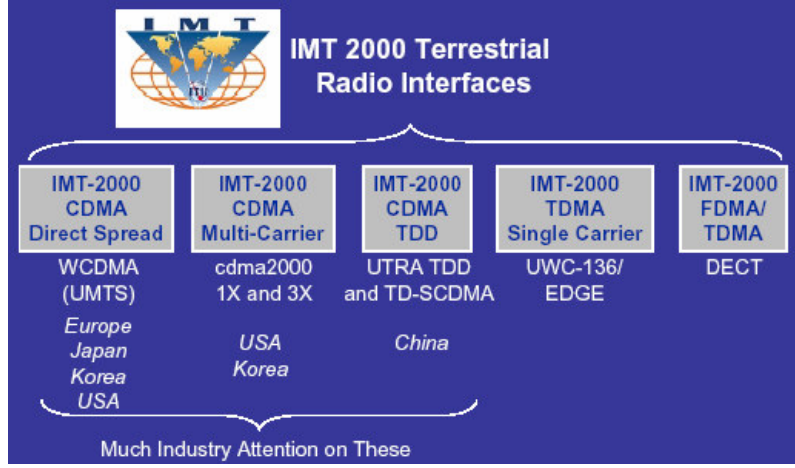 I M T
ITU
IMT 2000 Terrestrial
Radio Interfaces
IMT-2000
CDMA
Direct Spread
WCDMA
(UMTS)
Europe
Japan
Korea
USA
IMT-2000
CDMA
Multi-Carrier
cdma2000
1X and 3X
USA
Korea
IMT-2000
CDMA
TDD
UTRA TDD
and TD-SCDMA
China
IMT-2000
TDMA
Single Carrier
UWC-136/
EDGE
IMT-2000
FDMA/
TDMA
DECT
Much Industry Attention on These